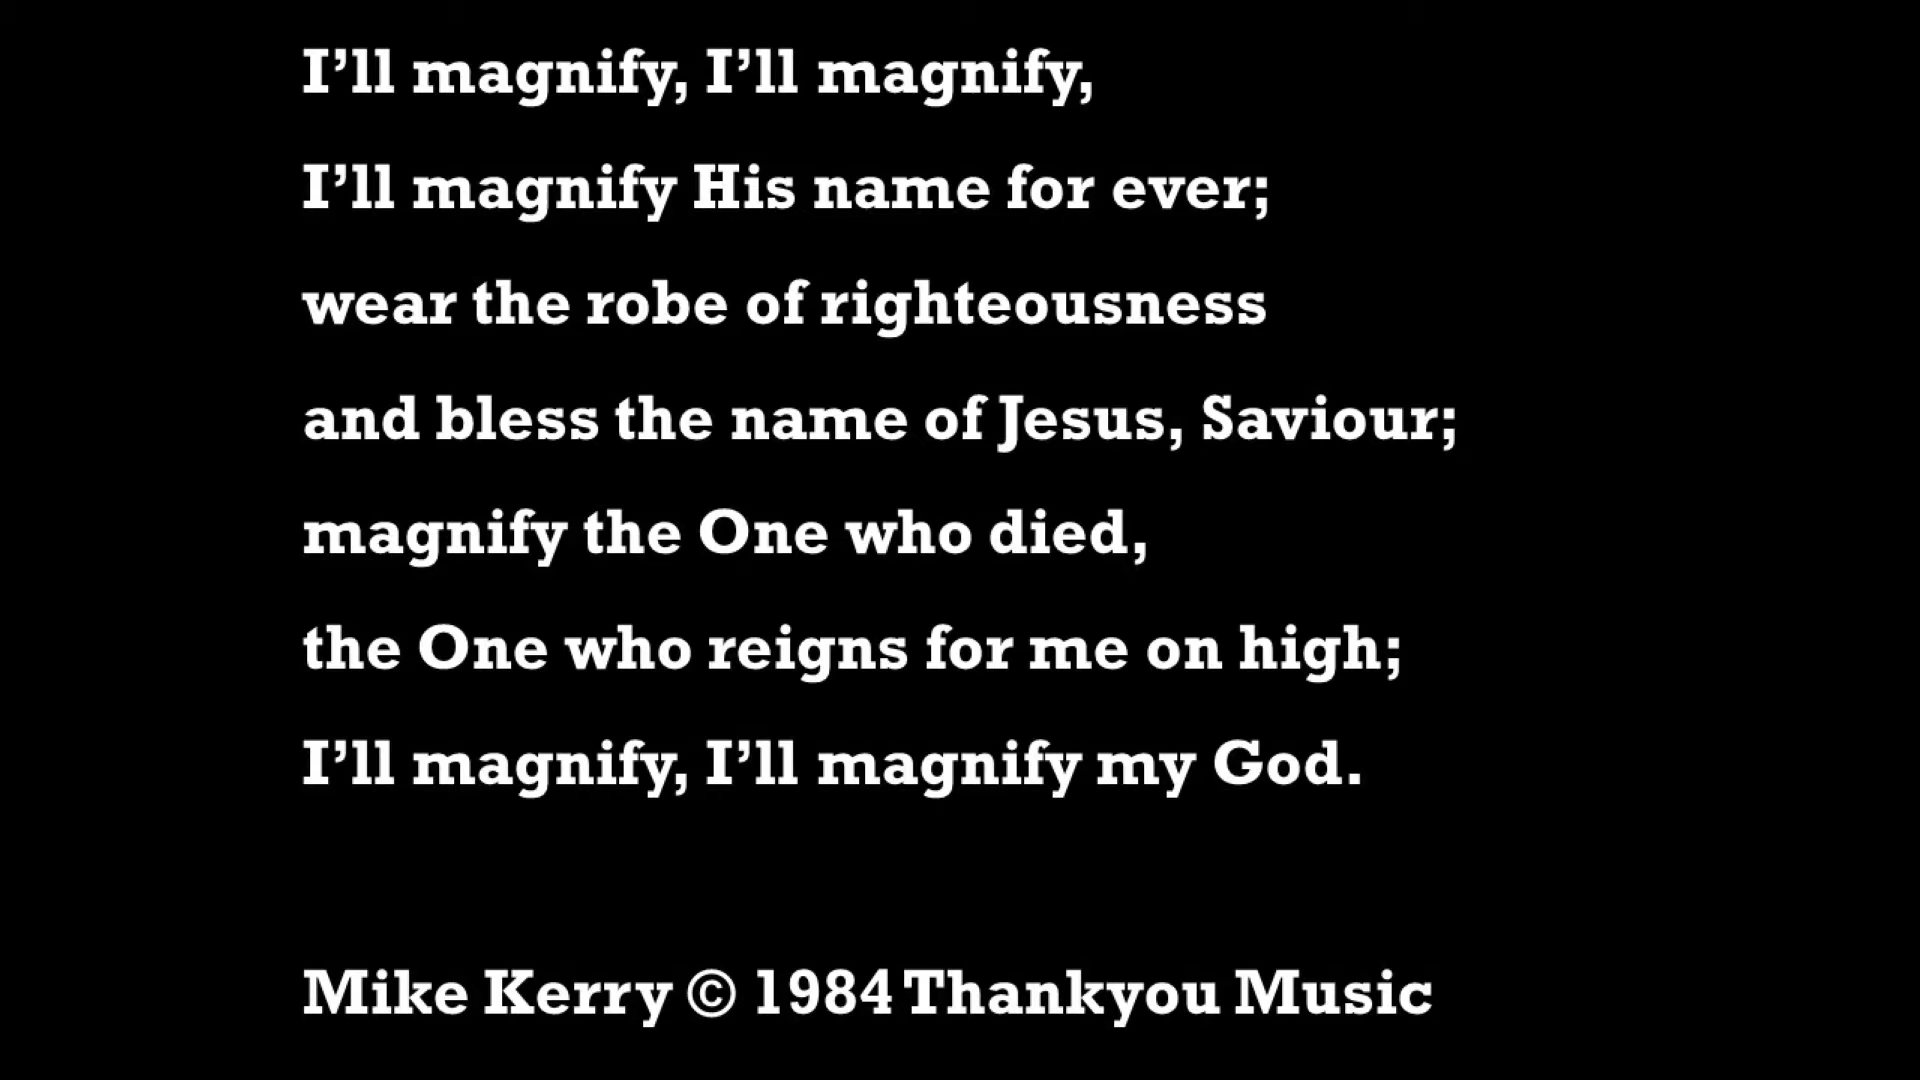 I’ll magnify, I’ll magnify,
I’ll magnify His name for ever;
wear the robe of righteousness
and bless the name of Jesus, Saviour;
magnify the One who died,
the One who reigns for me on high;
I’ll magnify, I’ll magnify my God.
Mike Kerry © 1984 Thankyou Music